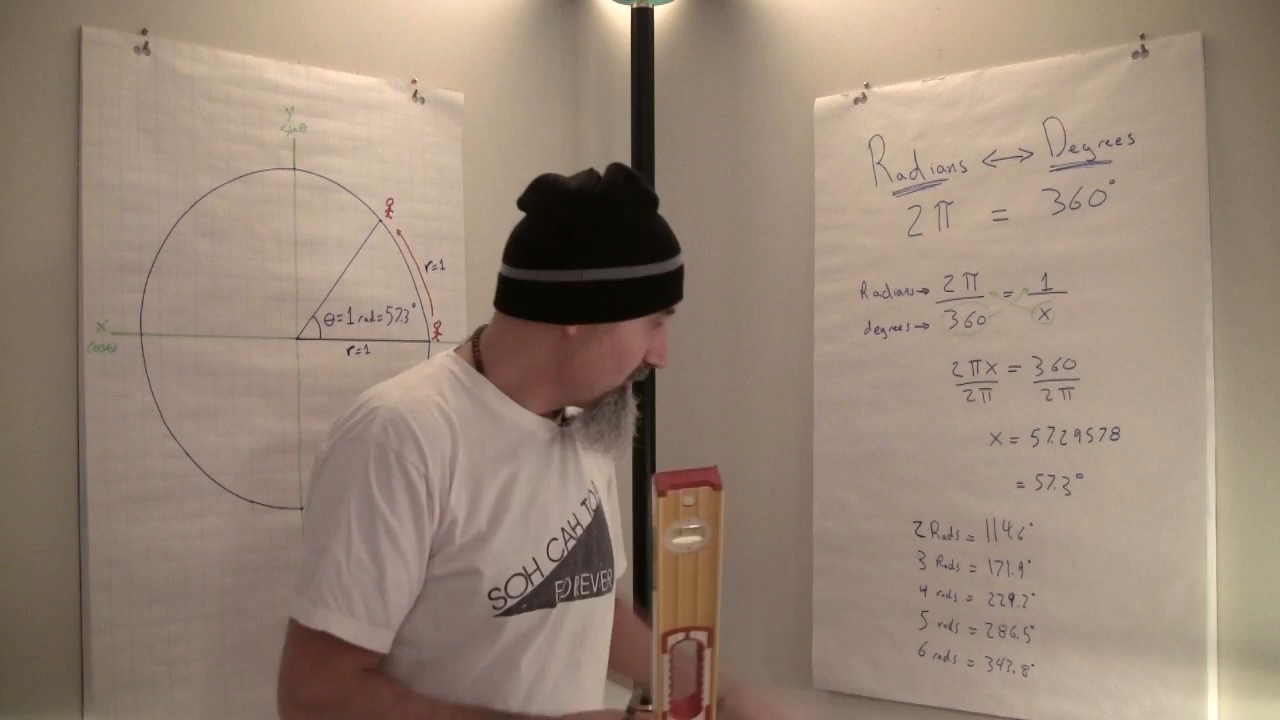 Y
sinθ
r=1
θ=1 rad=57.3°
X
cosθ
r=1
SOH CAH TOA
FOREVER
Radians ↔ Degrees
2π = 360°
Radians→ 2π/360 = 1/x
degrees→
2πx/2π = 360/2π
x = 57.29578
= 57.3°
2 Rads = 114.6°
3 Rads = 171.9°
4 rads = 229.2°
5 rads = 286.5°
6 rads = 343.8°